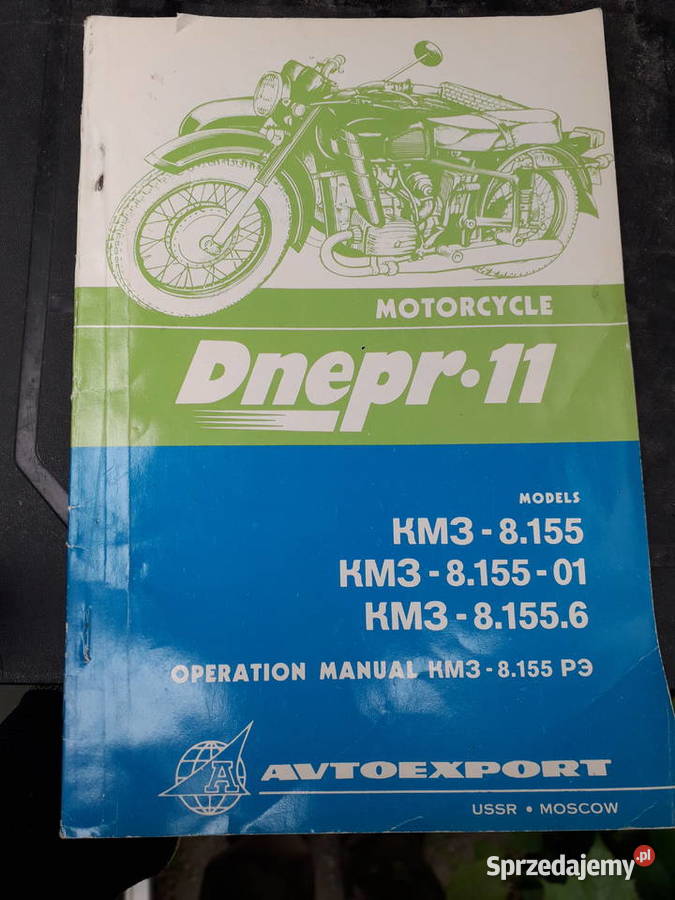 MOTORCYCLE
Dnepr·11
MODELS
КМЗ - 8.155
КМЗ - 8.155 - 01
КМЗ - 8.155.6
OPERATION MANUAL КМЗ - 8.155 РЭ
A
AVTOEXPORT
USSR • MOSCOW
Sprzedajemy.pl